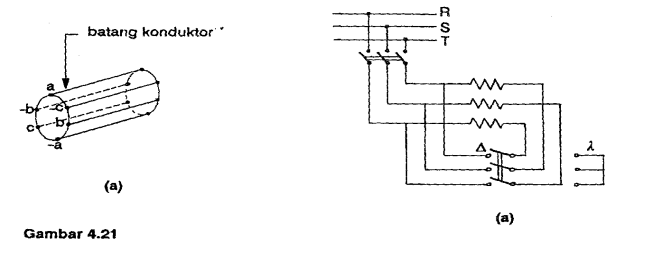 batang konduktor
a
-b
-c
c
b
-a
(a)
R
S
T
Δ
λ
(a)
Gambar 4.21